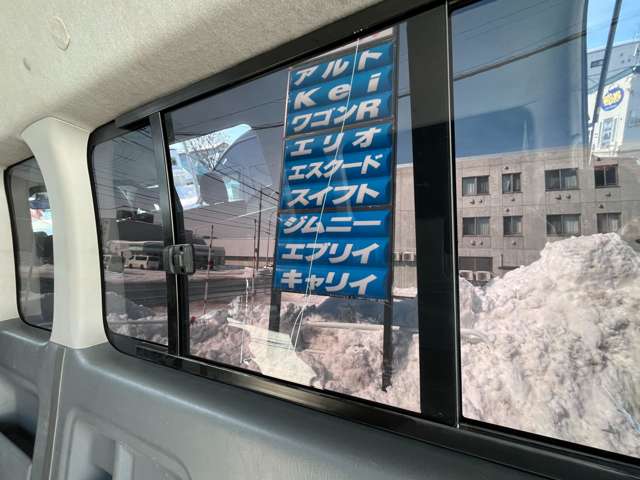 アルト
Kei
ワゴンR
エリオ
エスクード
スイフト
ジムニー
エブリイ
キャリイ